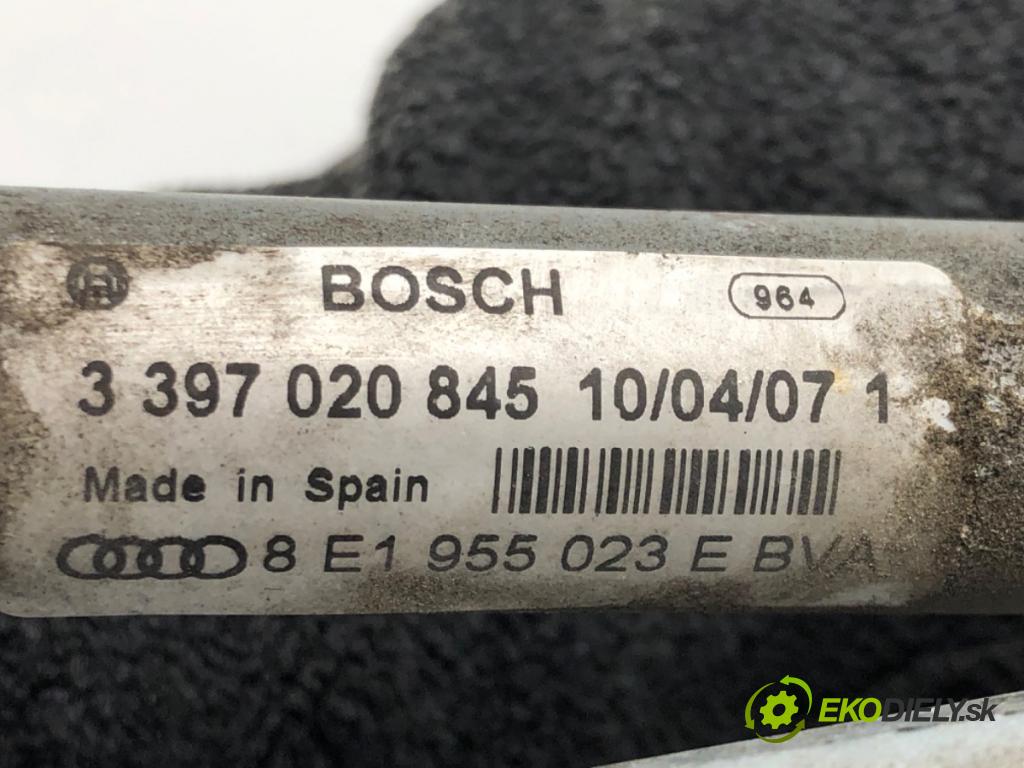 BOSCH 964
3 397 020 845 10/04/07 1
Made in Spain
8 E1 955 023 E BVA
EKODIELY.sk